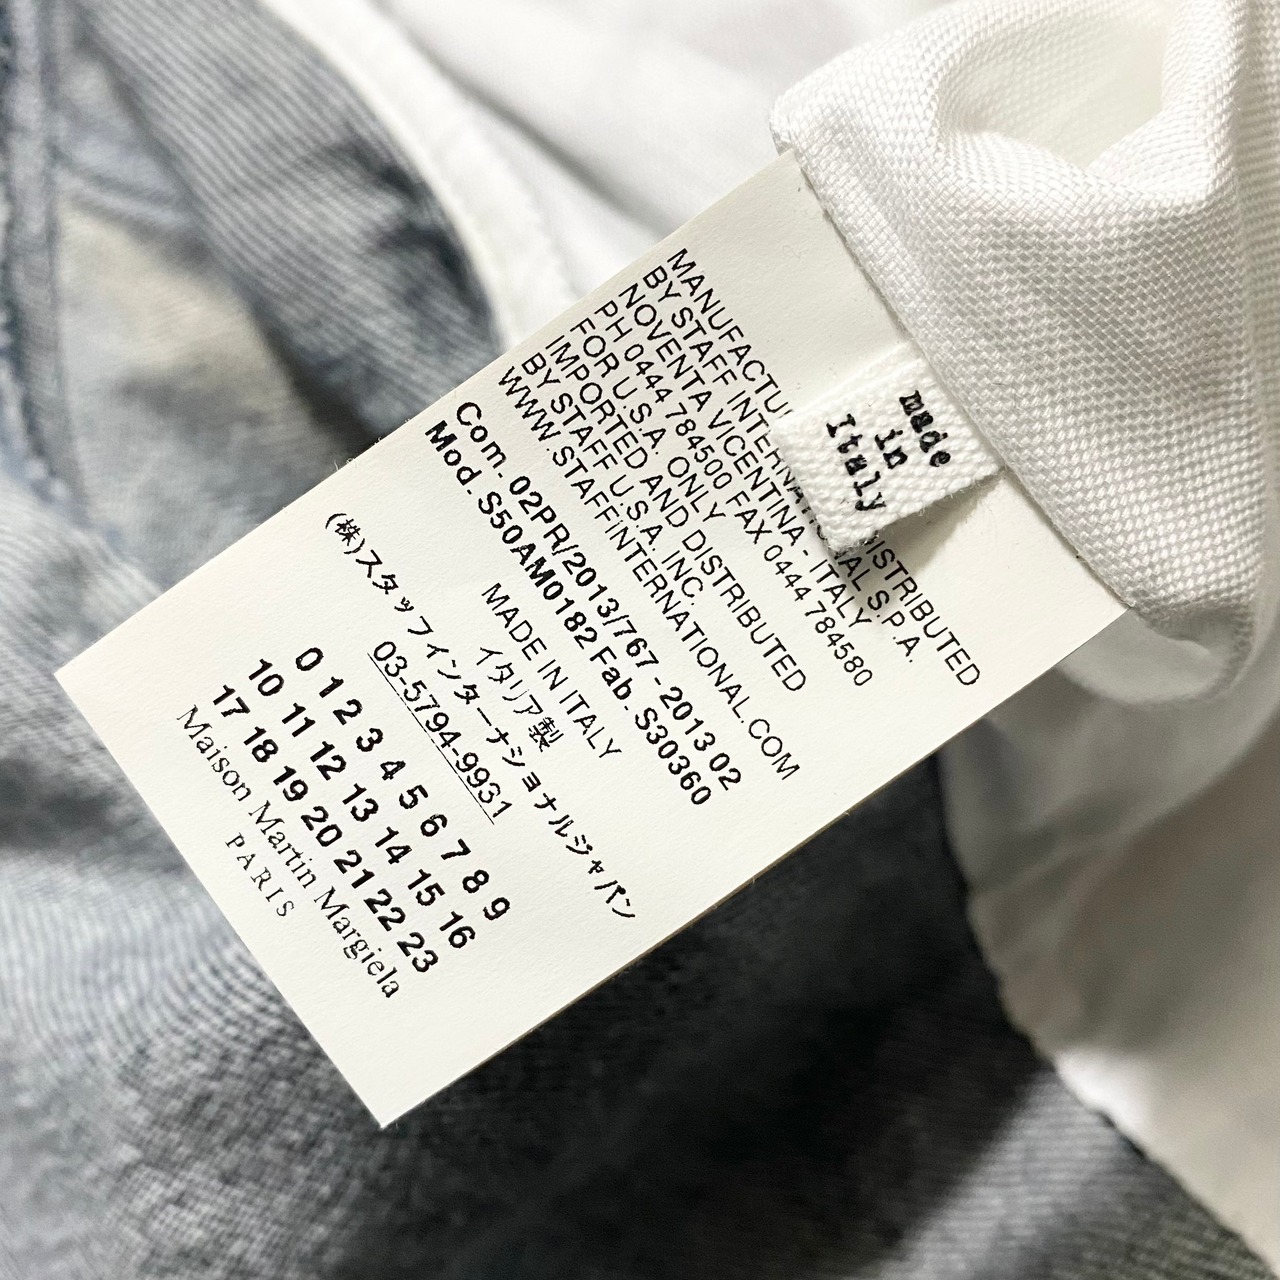 made
in
Italy
MANUFACTU DISTRIBUTED
BY STAFF INTERNATIONAL S.P.A.
NOVENTA VICENTINA - ITALY
PH 0444 784500 FAX 0444 784580
FOR U.S.A. ONLY
IMPORTED AND DISTRIBUTED
BY STAFF U.S.A. INC.
WWW.STAFFINTERNATIONAL.COM
Com. 02PR/2013/767 - 2013 02
Mod. S50AM0182 Fab. S30360
MADE IN ITALY
イタリア製
(株)スタッフインターナショナルジャパン
03-5794-9931
0 1 2 3 4 5 6 7 8 9
10 11 12 13 14 15 16
17 18 19 20 21 22 23
Maison Martin Margiela
PARIS